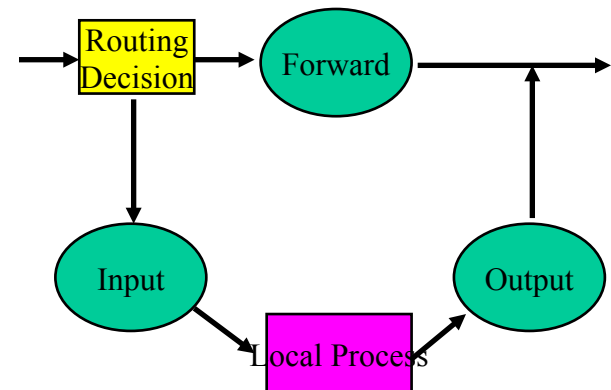 Routing
Decision
Forward
Input
Output
Local Process